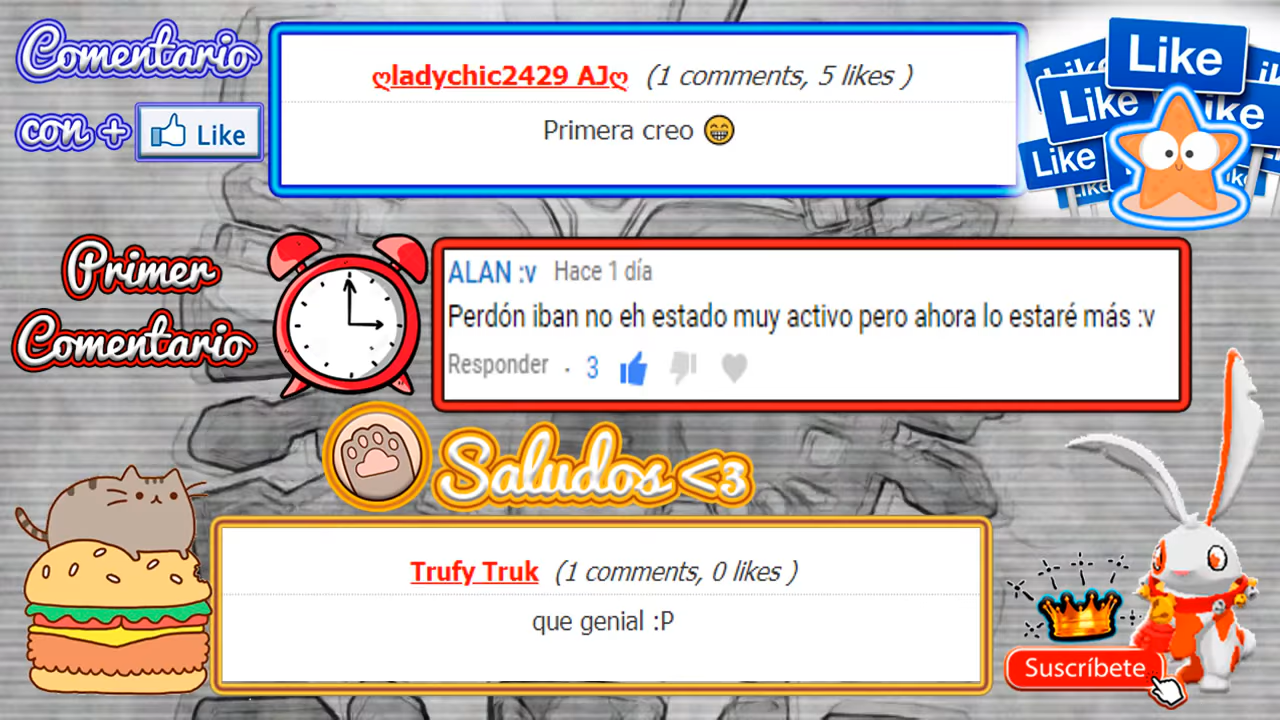 Comentario
con + Like
ღladychic2429 AJღ (1 comments, 5 likes )
Primera creo
Like
Like
Like
Like
Primer
Comentario
ALAN :v Hace 1 día
Perdón iban no eh estado muy activo pero ahora lo estaré más :v
Responder . 3
Saludos <3
Trufy Truk (1 comments, 0 likes )
que genial :P
Suscríbete